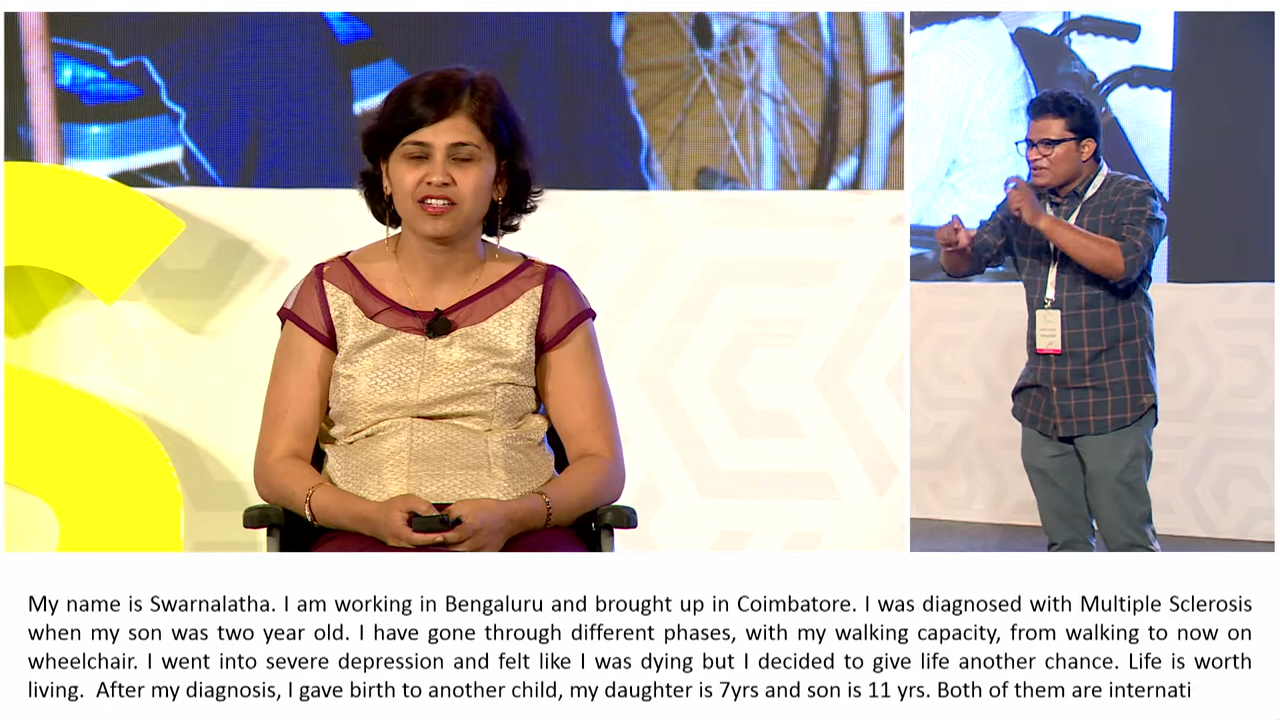 My name is Swarnalatha. I am working in Bengaluru and brought up in Coimbatore. I was diagnosed with Multiple Sclerosis
when my son was two year old. I have gone through different phases, with my walking capacity, from walking to now on
wheelchair. I went into severe depression and felt like I was dying but I decided to give life another chance. Life is worth
living.  After my diagnosis, I gave birth to another child, my daughter is 7yrs and son is 11 yrs. Both of them are internati